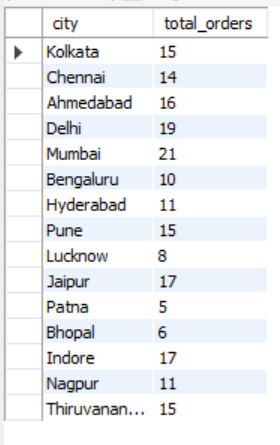 city total_orders
Kolkata 15
Chennai 14
Ahmedabad 16
Delhi 19
Mumbai 21
Bengaluru 10
Hyderabad 11
Pune 15
Lucknow 8
Jaipur 17
Patna 5
Bhopal 6
Indore 17
Nagpur 11
Thiruvanan... 15